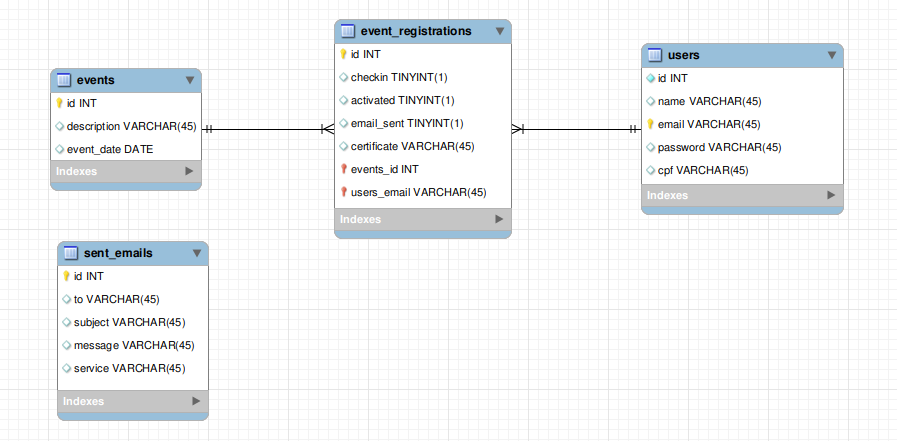 events
id INT
description VARCHAR(45)
event_date DATE
Indexes
event_registrations
id INT
checkin TINYINT(1)
activated TINYINT(1)
email_sent TINYINT(1)
certificate VARCHAR(45)
events_id INT
users_email VARCHAR(45)
Indexes
users
id INT
name VARCHAR(45)
email VARCHAR(45)
password VARCHAR(45)
cpf VARCHAR(45)
Indexes
sent_emails
id INT
to VARCHAR(45)
subject VARCHAR(45)
message VARCHAR(45)
service VARCHAR(45)
Indexes